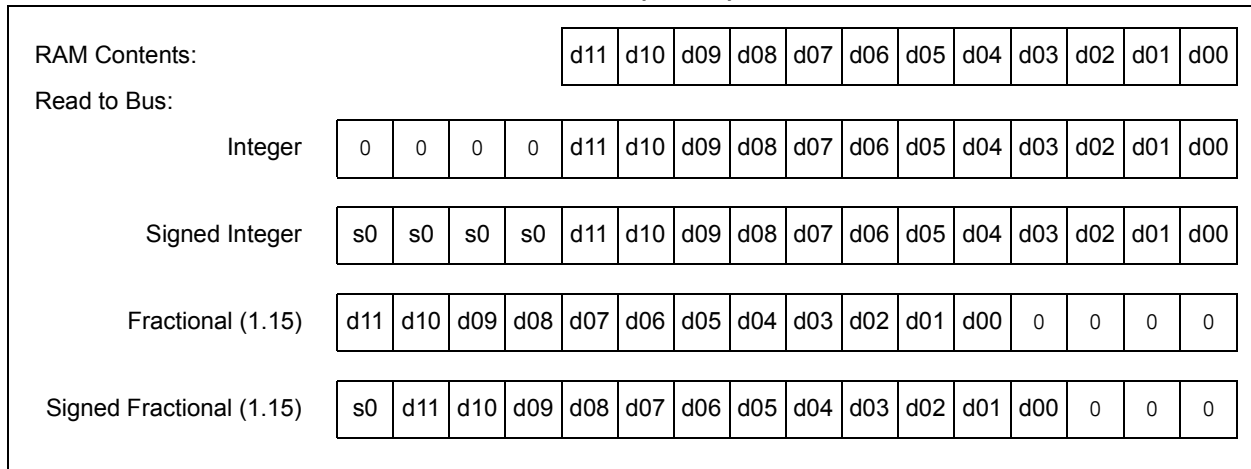 RAM Contents: d11 d10 d09 d08 d07 d06 d05 d04 d03 d02 d01 d00
Read to Bus:
Integer 0 0 0 0 d11 d10 d09 d08 d07 d06 d05 d04 d03 d02 d01 d00
Signed Integer s0 s0 s0 s0 d11 d10 d09 d08 d07 d06 d05 d04 d03 d02 d01 d00
Fractional (1.15) d11 d10 d09 d08 d07 d06 d05 d04 d03 d02 d01 d00 0 0 0 0
Signed Fractional (1.15) s0 d11 d10 d09 d08 d07 d06 d05 d04 d03 d02 d01 d00 0 0 0